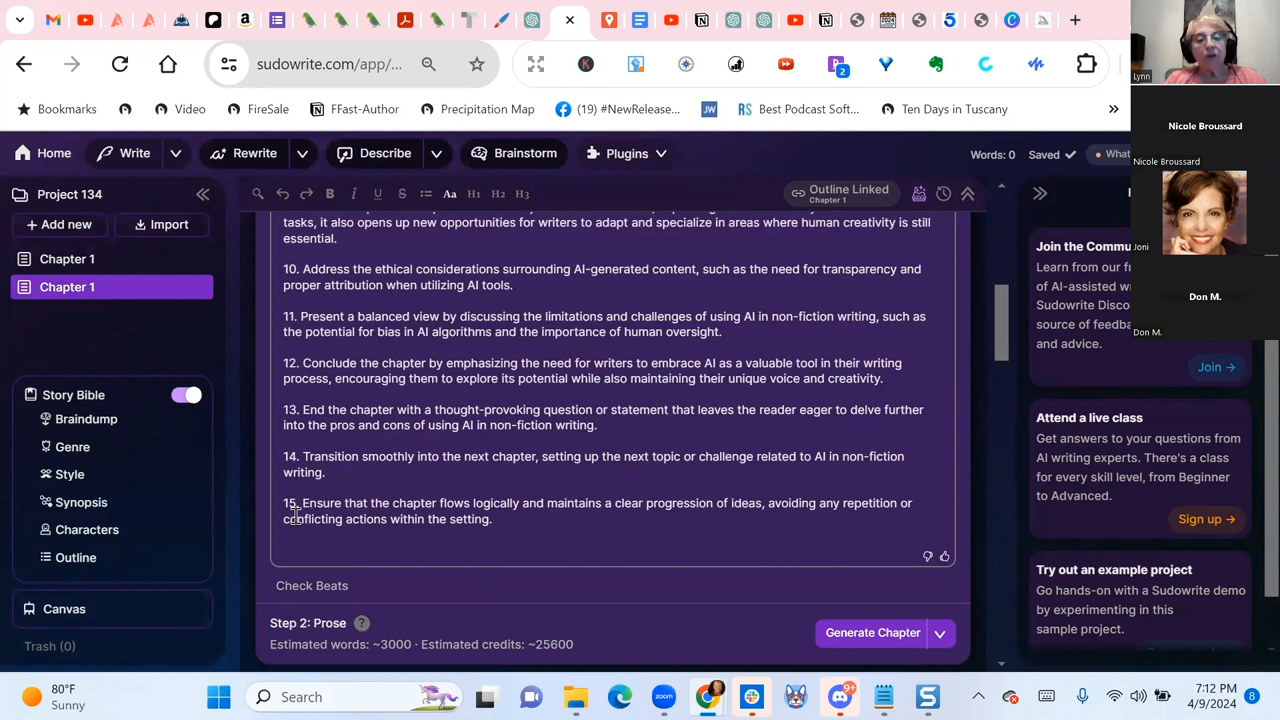 sudowrite.com/app/...
K
2
Bookmarks
Video
FireSale
FFast-Author
Precipitation Map
(19) #NewRelease...
JW
RS Best Podcast Soft...
Ten Days in Tuscany
»
Home
Write
Rewrite
Describe
Brainstorm
Plugins
Words: 0
Saved
What
Project 134
Add new
Import
Chapter 1
Chapter 1
Story Bible
Braindump
Genre
Style
Synopsis
Characters
Outline
Canvas
Trash (0)
B i U S Aa H1 H2 H3
Outline Linked
Chapter 1
tasks, it also opens up new opportunities for writers to adapt and specialize in areas where human creativity is still
essential.
10. Address the ethical considerations surrounding AI-generated content, such as the need for transparency and
proper attribution when utilizing AI tools.
11. Present a balanced view by discussing the limitations and challenges of using AI in non-fiction writing, such as
the potential for bias in AI algorithms and the importance of human oversight.
12. Conclude the chapter by emphasizing the need for writers to embrace AI as a valuable tool in their writing
process, encouraging them to explore its potential while also maintaining their unique voice and creativity.
13. End the chapter with a thought-provoking question or statement that leaves the reader eager to delve further
into the pros and cons of using AI in non-fiction writing.
14. Transition smoothly into the next chapter, setting up the next topic or challenge related to AI in non-fiction
writing.
15. Ensure that the chapter flows logically and maintains a clear progression of ideas, avoiding any repetition or
conflicting actions within the setting.
Check Beats
Step 2: Prose ?
Estimated words: ~3000 · Estimated credits: ~25600
Generate Chapter
Join the Commu
Learn from our fr
of AI-assisted w
Sudowrite Disco
source of feedba
and advice.
Join →
Attend a live class
Get answers to your questions from
AI writing experts. There's a class
for every skill level, from Beginner
to Advanced.
Sign up →
Try out an example project
Go hands-on with a Sudowrite demo
by experimenting in this
sample project.
Lynn
Nicole Broussard
Nicole Broussard
Joni
Don M.
Don M.
80°F
Sunny
Search
zoom
9+
S
7:12 PM
4/9/2024
8